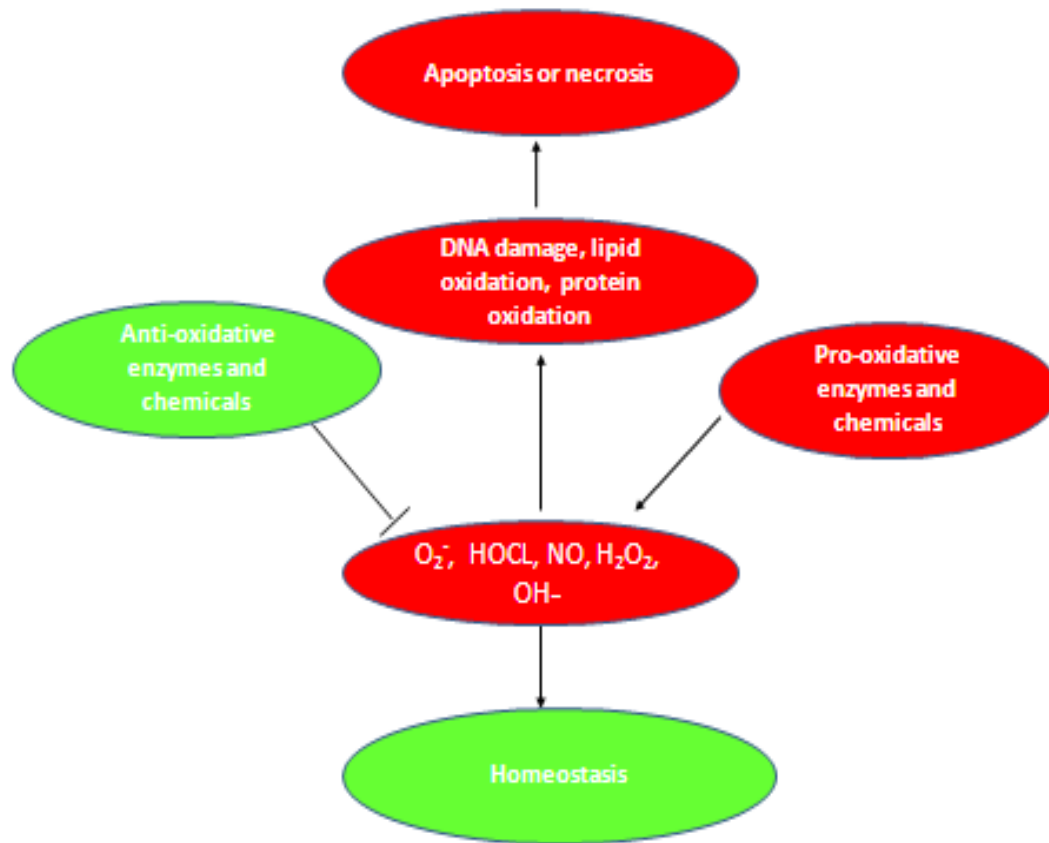 Apoptosis or necrosis
DNA damage, lipid
oxidation, protein
oxidation
Anti-oxidative
enzymes and
chemicals
Pro-oxidative
enzymes and
chemicals
O₂⁻, HOCL, NO, H₂O₂,
OH-
Homeostasis